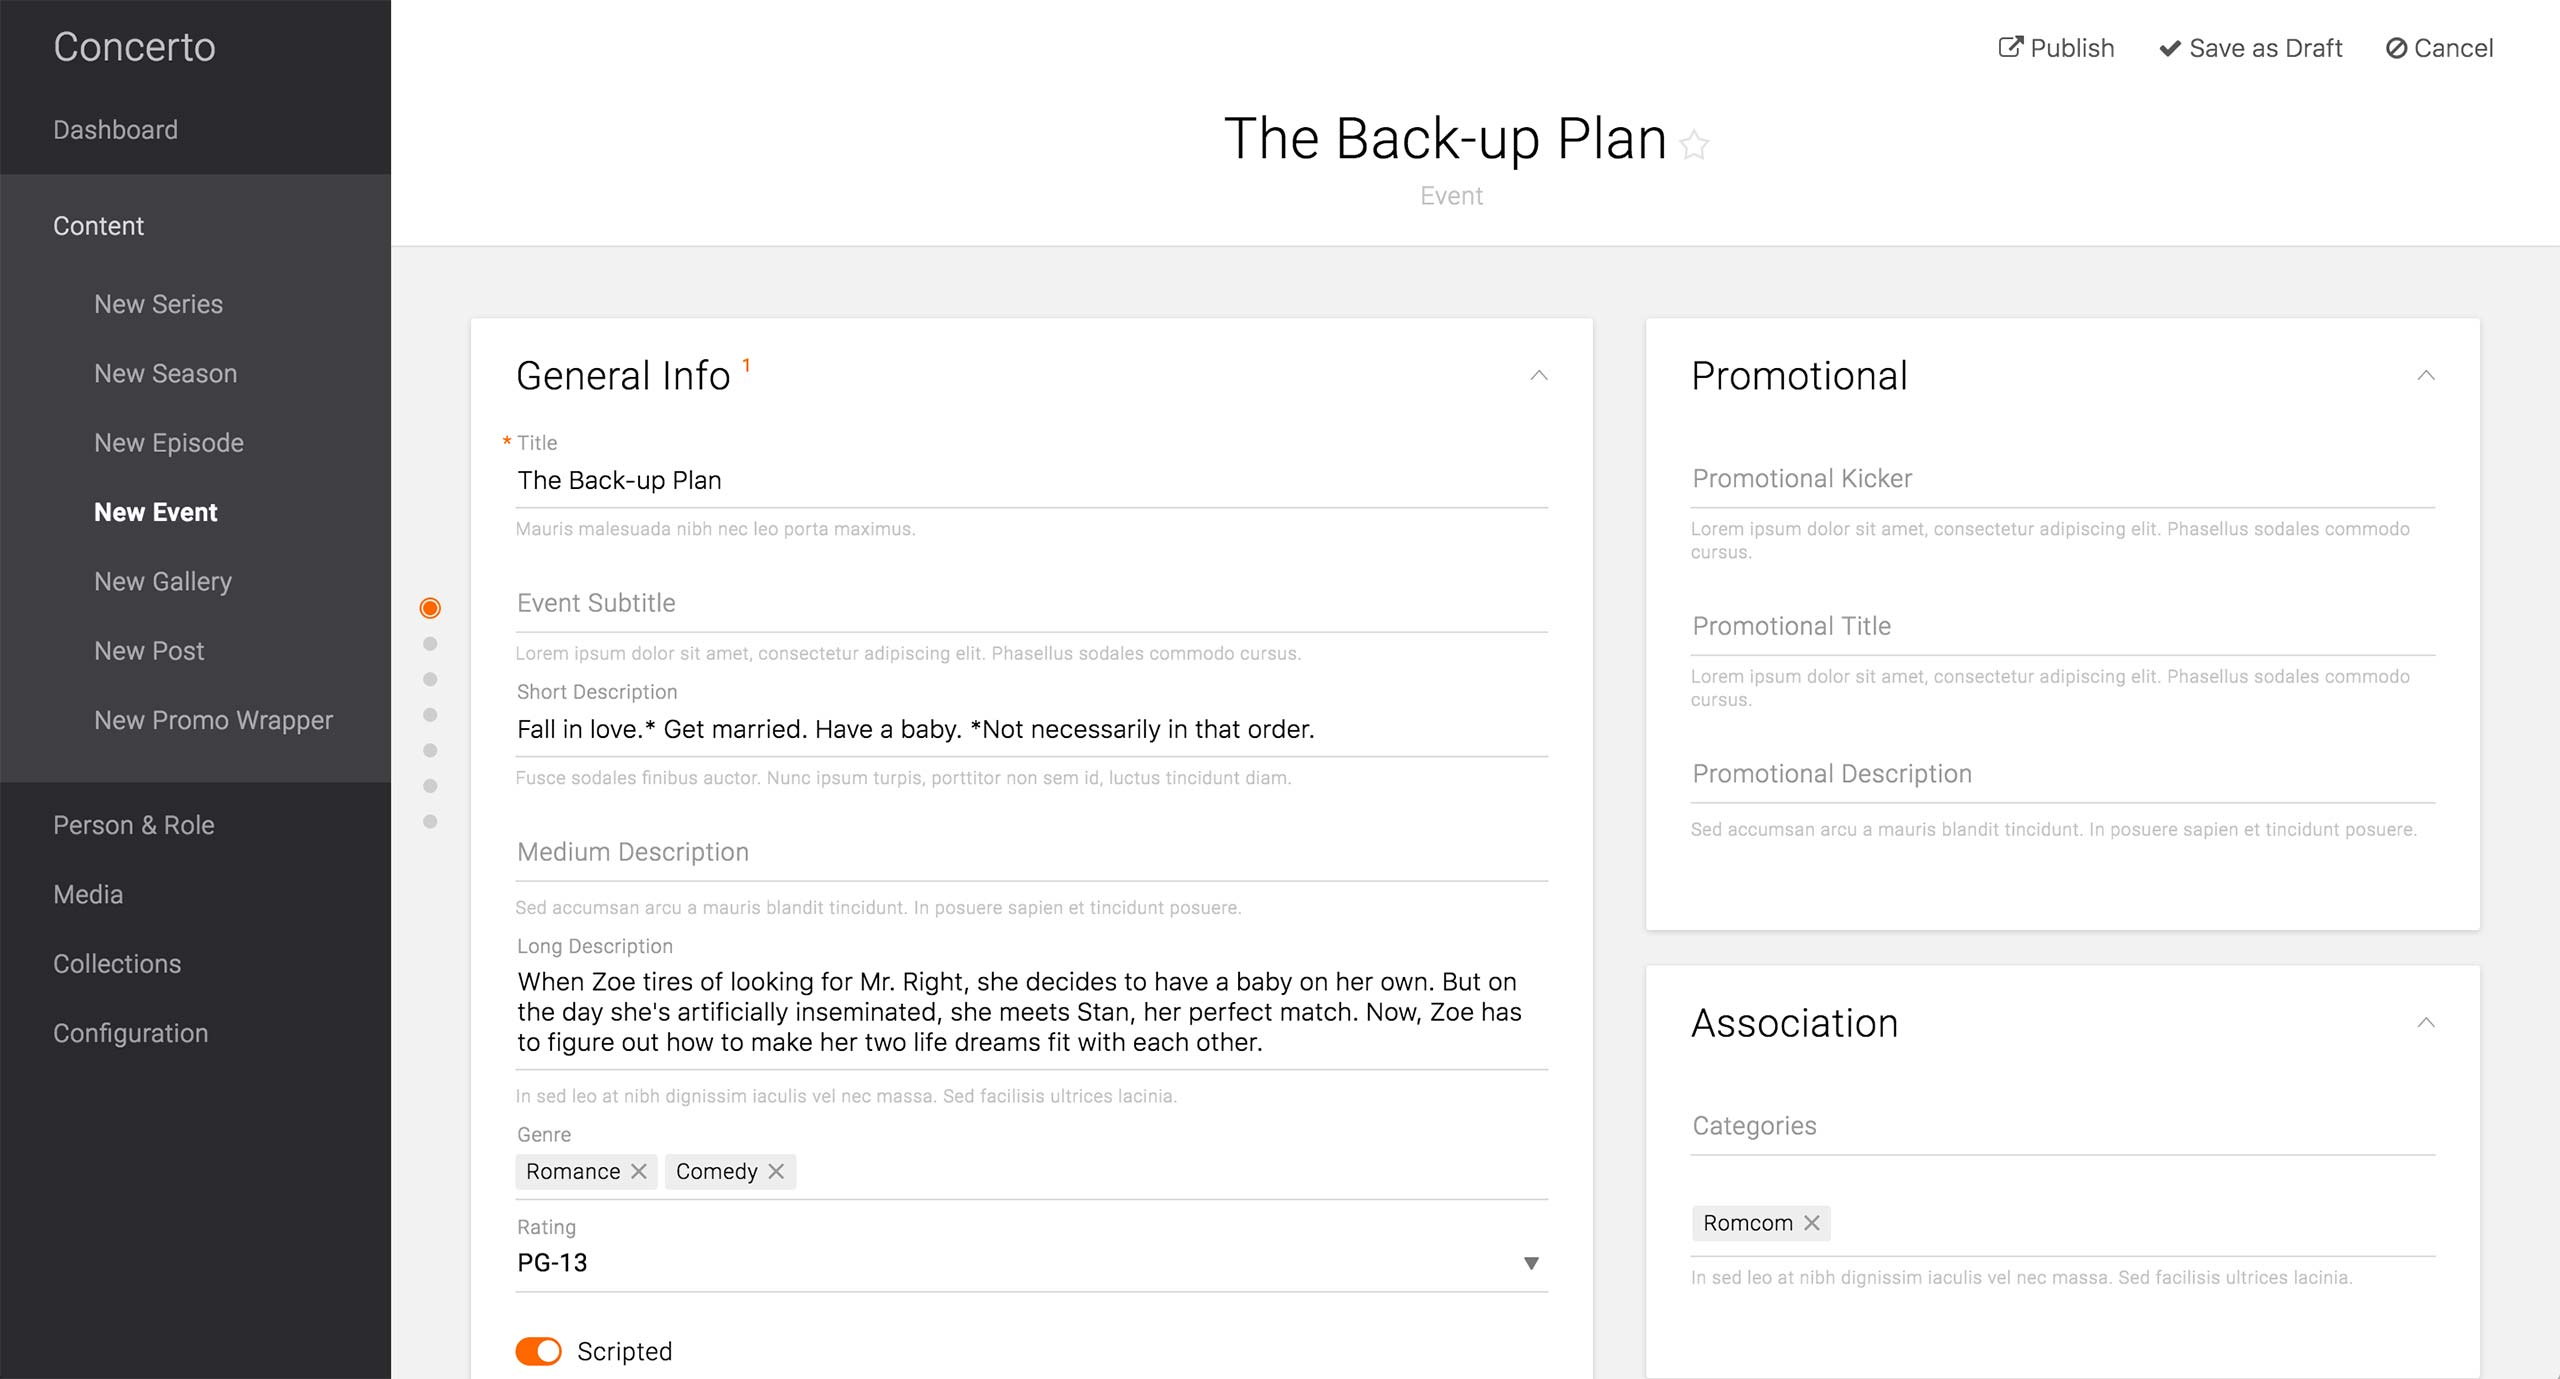 Concerto
Dashboard
Content
New Series
New Season
New Episode
New Event
New Gallery
New Post
New Promo Wrapper
Person & Role
Media
Collections
Configuration
Publish
Save as Draft
Cancel
The Back-up Plan
Event
General Info 1
* Title
The Back-up Plan
Mauris malesuada nibh nec leo porta maximus.
Event Subtitle
Lorem ipsum dolor sit amet, consectetur adipiscing elit. Phasellus sodales commodo cursus.
Short Description
Fall in love.* Get married. Have a baby. *Not necessarily in that order.
Fusce sodales finibus auctor. Nunc ipsum turpis, porttitor non sem id, luctus tincidunt diam.
Medium Description
Sed accumsan arcu a mauris blandit tincidunt. In posuere sapien et tincidunt posuere.
Long Description
When Zoe tires of looking for Mr. Right, she decides to have a baby on her own. But on
the day she's artificially inseminated, she meets Stan, her perfect match. Now, Zoe has
to figure out how to make her two life dreams fit with each other.
In sed leo at nibh dignissim iaculis vel nec massa. Sed facilisis ultrices lacinia.
Genre
Romance
Comedy
Rating
PG-13
Scripted
Promotional
Promotional Kicker
Lorem ipsum dolor sit amet, consectetur adipiscing elit. Phasellus sodales commodo
cursus.
Promotional Title
Lorem ipsum dolor sit amet, consectetur adipiscing elit. Phasellus sodales commodo
cursus.
Promotional Description
Sed accumsan arcu a mauris blandit tincidunt. In posuere sapien et tincidunt posuere.
Association
Categories
Romcom
In sed leo at nibh dignissim iaculis vel nec massa. Sed facilisis ultrices lacinia.